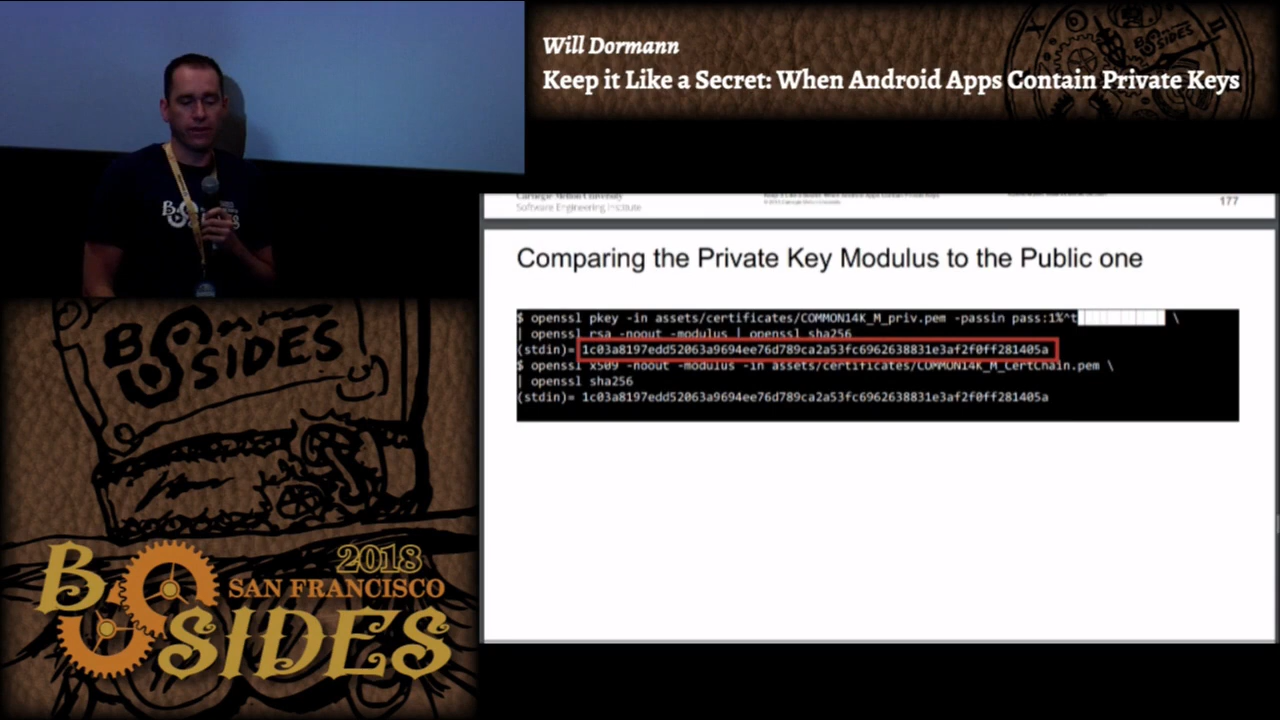 Will Dormann
Keep it Like a Secret: When Android Apps Contain Private Keys
BSIDES
Carnegie Mellon University
Software Engineering Institute
177
Comparing the Private Key Modulus to the Public one
$ openssl pkey -in assets/certificates/COMMON14K_M_priv.pem -passin pass:1%^t \
| openssl rsa -noout -modulus | openssl sha256
(stdin)= 1c03a8197edd52063a9694ee76d789ca2a53fc6962638831e3af2f0ff281405a
$ openssl x509 -noout -modulus -in assets/certificates/COMMON14K_M_CertChain.pem \
| openssl sha256
(stdin)= 1c03a8197edd52063a9694ee76d789ca2a53fc6962638831e3af2f0ff281405a
BSIDES
2018
SAN FRANCISCO
BSIDES